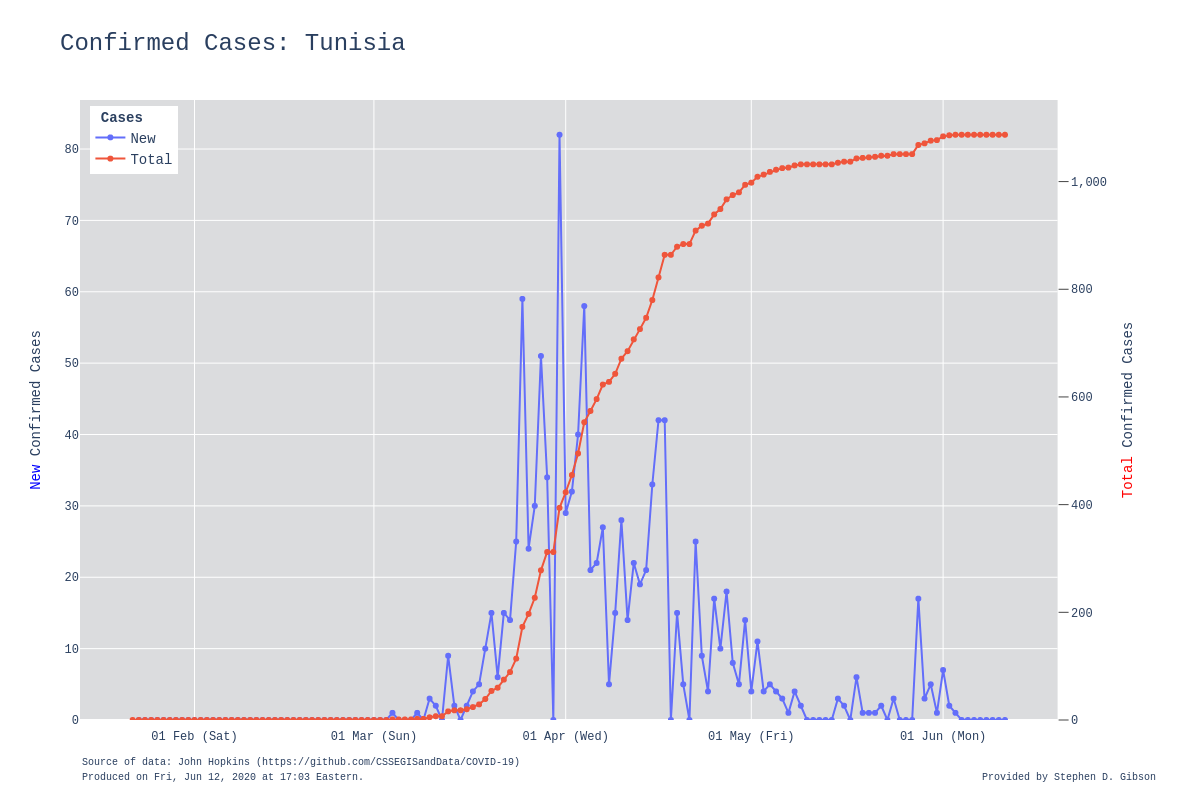 Confirmed Cases: Tunisia
Cases
New
Total
80
70
60
50
40
30
20
10
0
New Confirmed Cases
1,000
800
600
400
200
0
Total Confirmed Cases
01 Feb (Sat)
01 Mar (Sun)
01 Apr (Wed)
01 May (Fri)
01 Jun (Mon)
Source of data: John Hopkins (https://github.com/CSSEGISandData/COVID-19)
Produced on Fri, Jun 12, 2020 at 17:03 Eastern.
Provided by Stephen D. Gibson